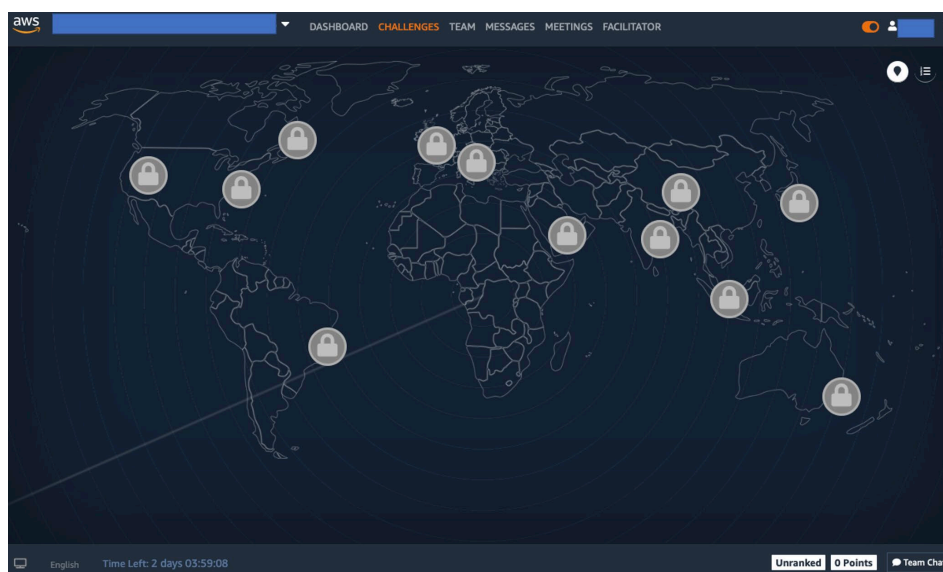 aws
DASHBOARD CHALLENGES TEAM MESSAGES MEETINGS FACILITATOR
English Time Left: 2 days 03:59:08 Unranked 0 Points Team Cha